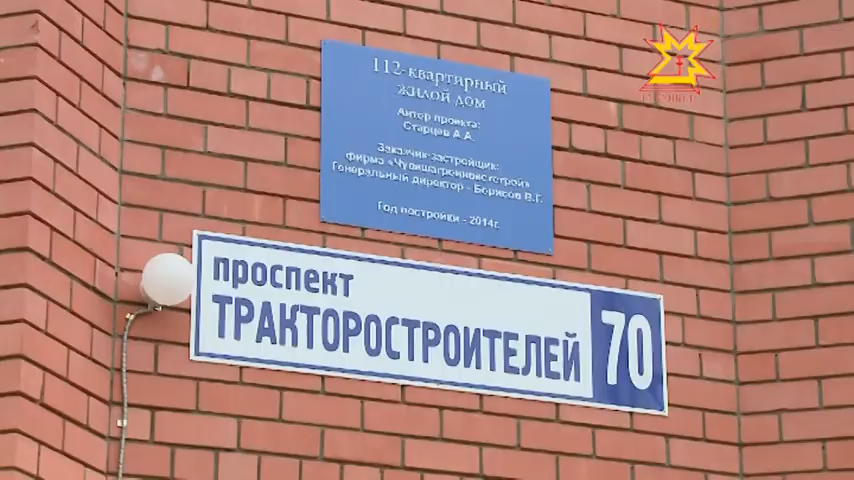 112-квартирный
жилой дом
Автор проекта:
Старцев А.А.
Заказчик-застройщик:
фирма «Чувашагроинвестстрой»
Генеральный директор - Борисов В.Г.
Год постройки - 2014г.
проспект
ТРАКТОРОСТРОИТЕЛЕЙ
70